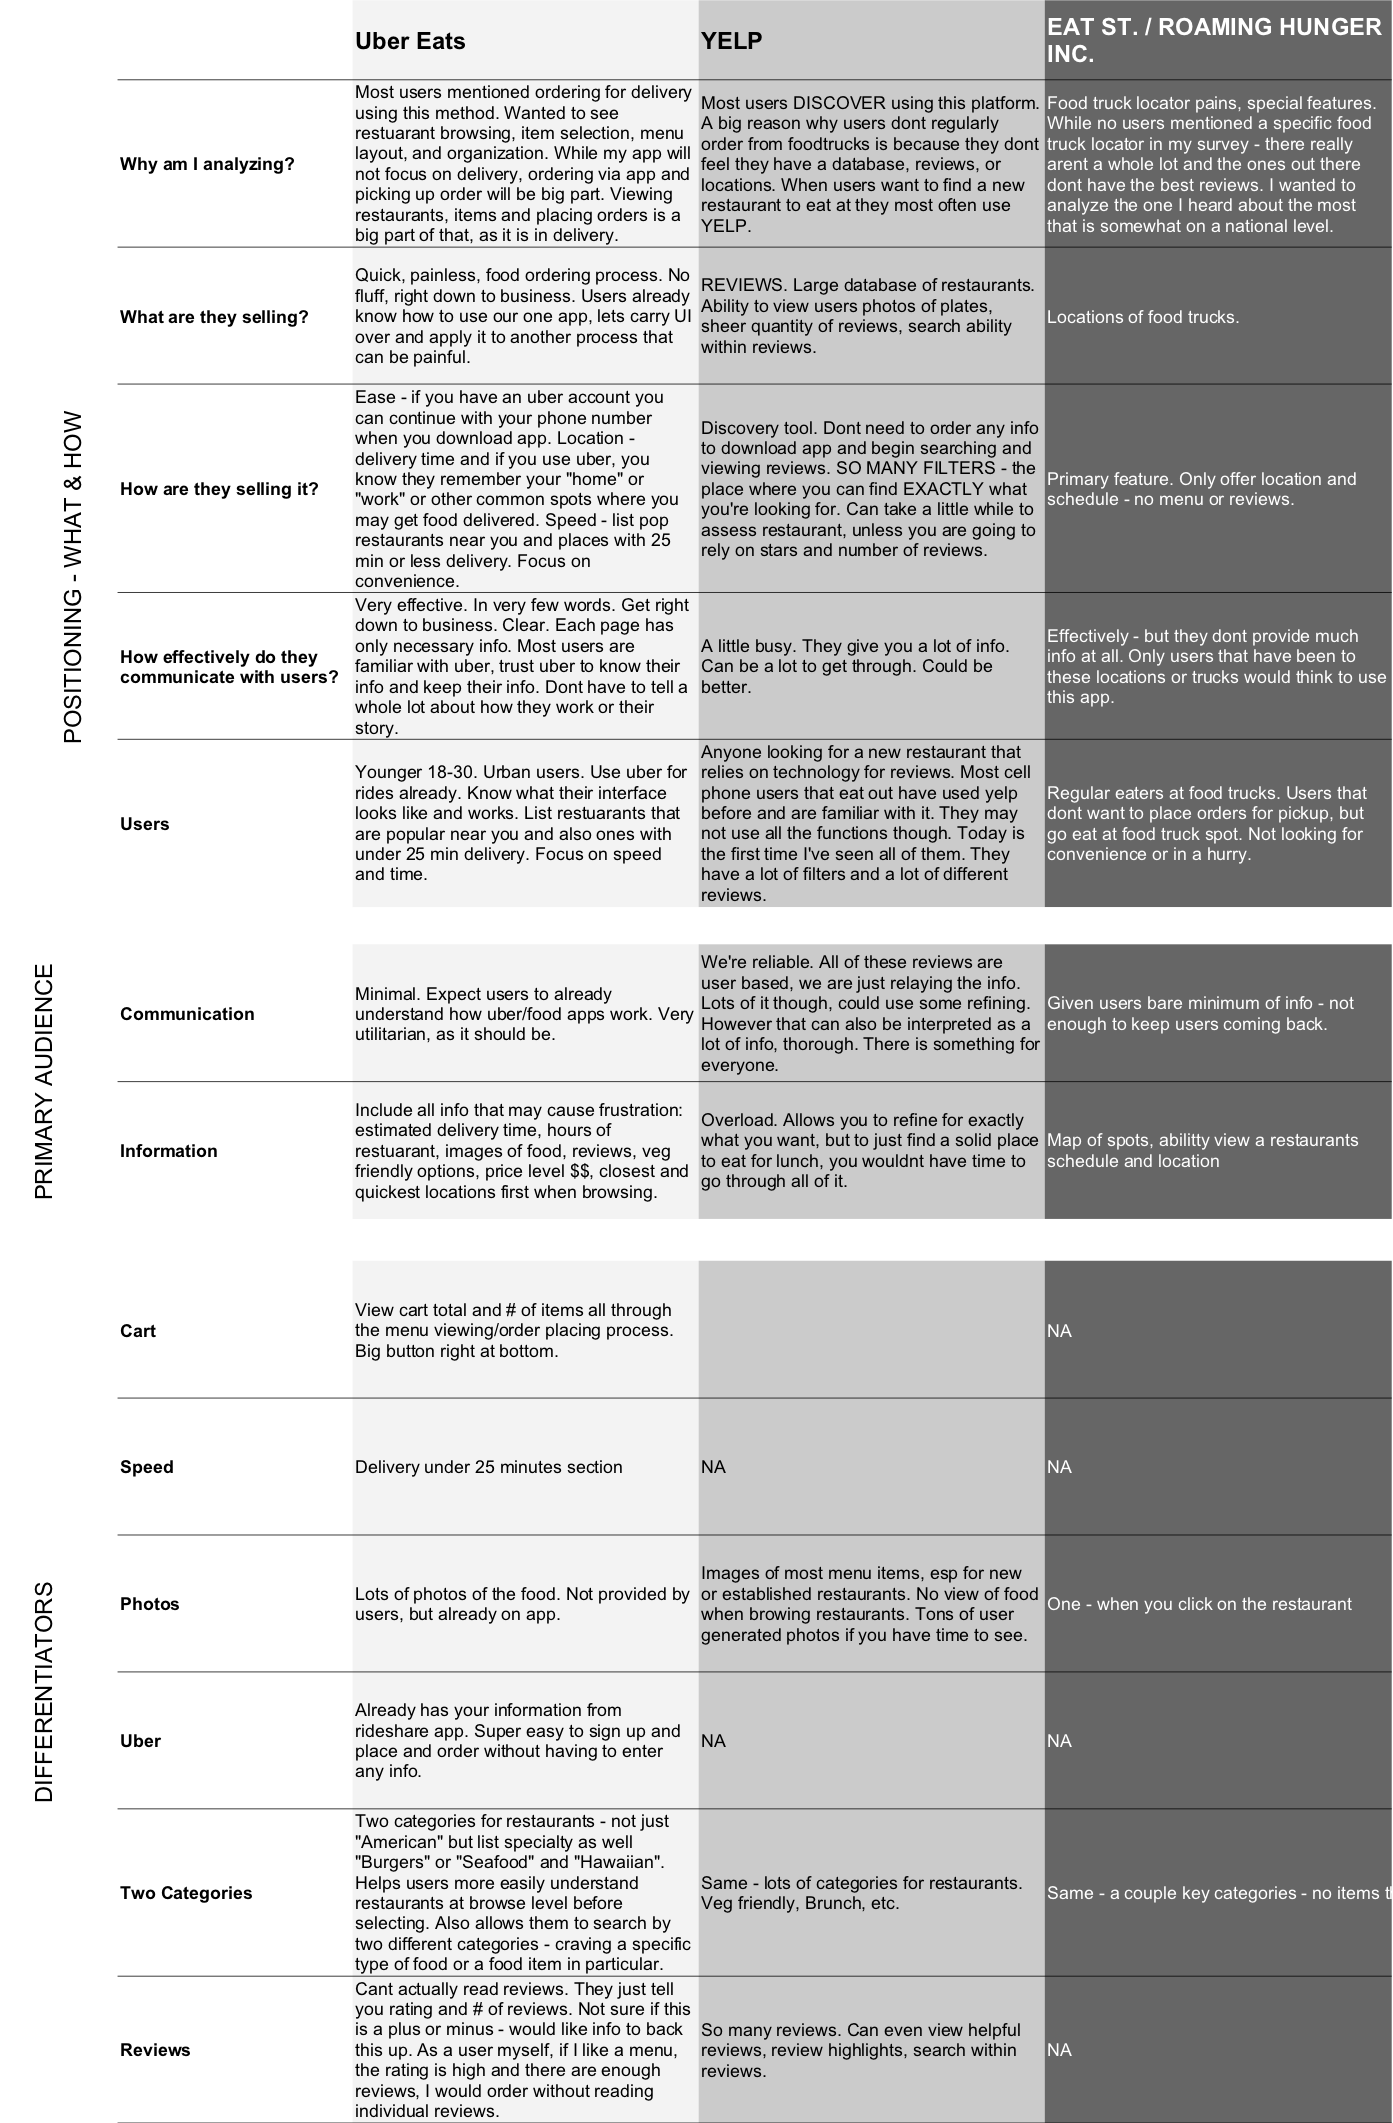 Uber Eats
YELP
EAT ST. / ROAMING HUNGER
INC.
POSITIONING - WHAT & HOW
Why am I analyzing?
Most users mentioned ordering for delivery
using this method. Wanted to see
restuarant browsing, item selection, menu
layout, and organization. While my app will
not focus on delivery, ordering via app and
picking up order will be big part. Viewing
restaurants, items and placing orders is a
big part of that, as it is in delivery.
Most users DISCOVER using this platform.
A big reason why users dont regularly
order from foodtrucks is because they dont
feel they have a database, reviews, or
locations. When users want to find a new
restaurant to eat at they most often use
YELP.
Food truck locator pains, special features.
While no users mentioned a specific food
truck locator in my survey - there really
arent a whole lot and the ones out there
dont have the best reviews. I wanted to
analyze the one I heard about the most
that is somewhat on a national level.
What are they selling?
Quick, painless, food ordering process. No
fluff, right down to business. Users already
know how to use our one app, lets carry UI
over and apply it to another process that
can be painful.
REVIEWS. Large database of restaurants.
Ability to view users photos of plates,
sheer quantity of reviews, search ability
within reviews.
Locations of food trucks.
How are they selling it?
Ease - if you have an uber account you
can continue with your phone number
when you download app. Location -
delivery time and if you use uber, you
know they remember your "home" or
"work" or other common spots where you
may get food delivered. Speed - list pop
restaurants near you and places with 25
min or less delivery. Focus on
convenience.
Discovery tool. Dont need to order any info
to download app and begin searching and
viewing reviews. SO MANY FILTERS - the
place where you can find EXACTLY what
you're looking for. Can take a little while to
assess restaurant, unless you are going to
rely on stars and number of reviews.
Primary feature. Only offer location and
schedule - no menu or reviews.
How effectively do they
communicate with users?
Very effective. In very few words. Get right
down to business. Clear. Each page has
only necessary info. Most users are
familiar with uber, trust uber to know their
info and keep their info. Dont have to tell a
whole lot about how they work or their
story.
A little busy. They give you a lot of info.
Can be a lot to get through. Could be
better.
Effectively - but they dont provide much
info at all. Only users that have been to
these locations or trucks would think to use
this app.
Users
Younger 18-30. Urban users. Use uber for
rides already. Know what their interface
looks like and works. List restuarants that
are popular near you and also ones with
under 25 min delivery. Focus on speed
and time.
Anyone looking for a new restaurant that
relies on technology for reviews. Most cell
phone users that eat out have used yelp
before and are familiar with it. They may
not use all the functions though. Today is
the first time I've seen all of them. They
have a lot of filters and a lot of different
reviews.
Regular eaters at food trucks. Users that
dont want to place orders for pickup, but
go eat at food truck spot. Not looking for
convenience or in a hurry.
PRIMARY AUDIENCE
Communication
Minimal. Expect users to already
understand how uber/food apps work. Very
utilitarian, as it should be.
We're reliable. All of these reviews are
user based, we are just relaying the info.
Lots of it though, could use some refining.
However that can also be interpreted as a
lot of info, thorough. There is something for
everyone.
Given users bare minimum of info - not
enough to keep users coming back.
Information
Include all info that may cause frustration:
estimated delivery time, hours of
restuarant, images of food, reviews, veg
friendly options, price level $$, closest and
quickest locations first when browsing.
Overload. Allows you to refine for exactly
what you want, but to just find a solid place
to eat for lunch, you wouldnt have time to
go through all of it.
Map of spots, abilitty view a restaurants
schedule and location
DIFFERENTIATORS
Cart
View cart total and # of items all through
the menu viewing/order placing process.
Big button right at bottom.
NA
Speed
Delivery under 25 minutes section
NA
NA
Photos
Lots of photos of the food. Not provided by
users, but already on app.
Images of most menu items, esp for new
or established restaurants. No view of food
when browing restaurants. Tons of user
generated photos if you have time to see.
One - when you click on the restaurant
Uber
Already has your information from
rideshare app. Super easy to sign up and
place and order without having to enter
any info.
NA
NA
Two Categories
Two categories for restaurants - not just
"American" but list specialty as well
"Burgers" or "Seafood" and "Hawaiian".
Helps users more easily understand
restaurants at browse level before
selecting. Also allows them to search by
two different categories - craving a specific
type of food or a food item in particular.
Same - lots of categories for restaurants.
Veg friendly, Brunch, etc.
Same - a couple key categories - no items
Reviews
Cant actually read reviews. They just tell
you rating and # of reviews. Not sure if this
is a plus or minus - would like info to back
this up. As a user myself, if I like a menu,
the rating is high and there are enough
reviews, I would order without reading
individual reviews.
So many reviews. Can even view helpful
reviews, review highlights, search within
reviews.
NA